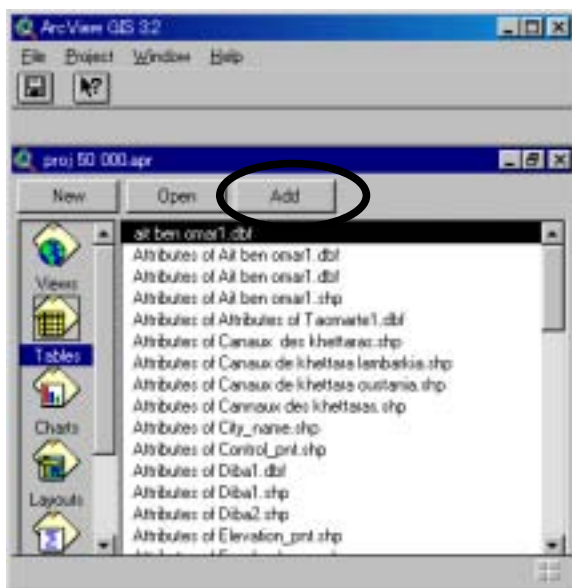 ArcView GIS 3.2
File Project Window Help
proj 50 000.apr
New Open Add
Views
Tables
Charts
Layouts
ait ben omar1.dbf
Attributes of Ait ben omar1.dbf
Attributes of Ait ben omar1.dbf
Attributes of Ait ben omar1.shp
Attributes of Attributes of Taomarte1.dbf
Attributes of Canaux des khettaras.shp
Attributes of Canaux de khettara lambarkia.shp
Attributes of Canaux de khettara oustania.shp
Attributes of Cannaux des khettaras.shp
Attributes of City_name.shp
Attributes of Control_pnt.shp
Attributes of Diba1.dbf
Attributes of Diba1.shp
Attributes of Diba2.shp
Attributes of Elevation_pnt.shp